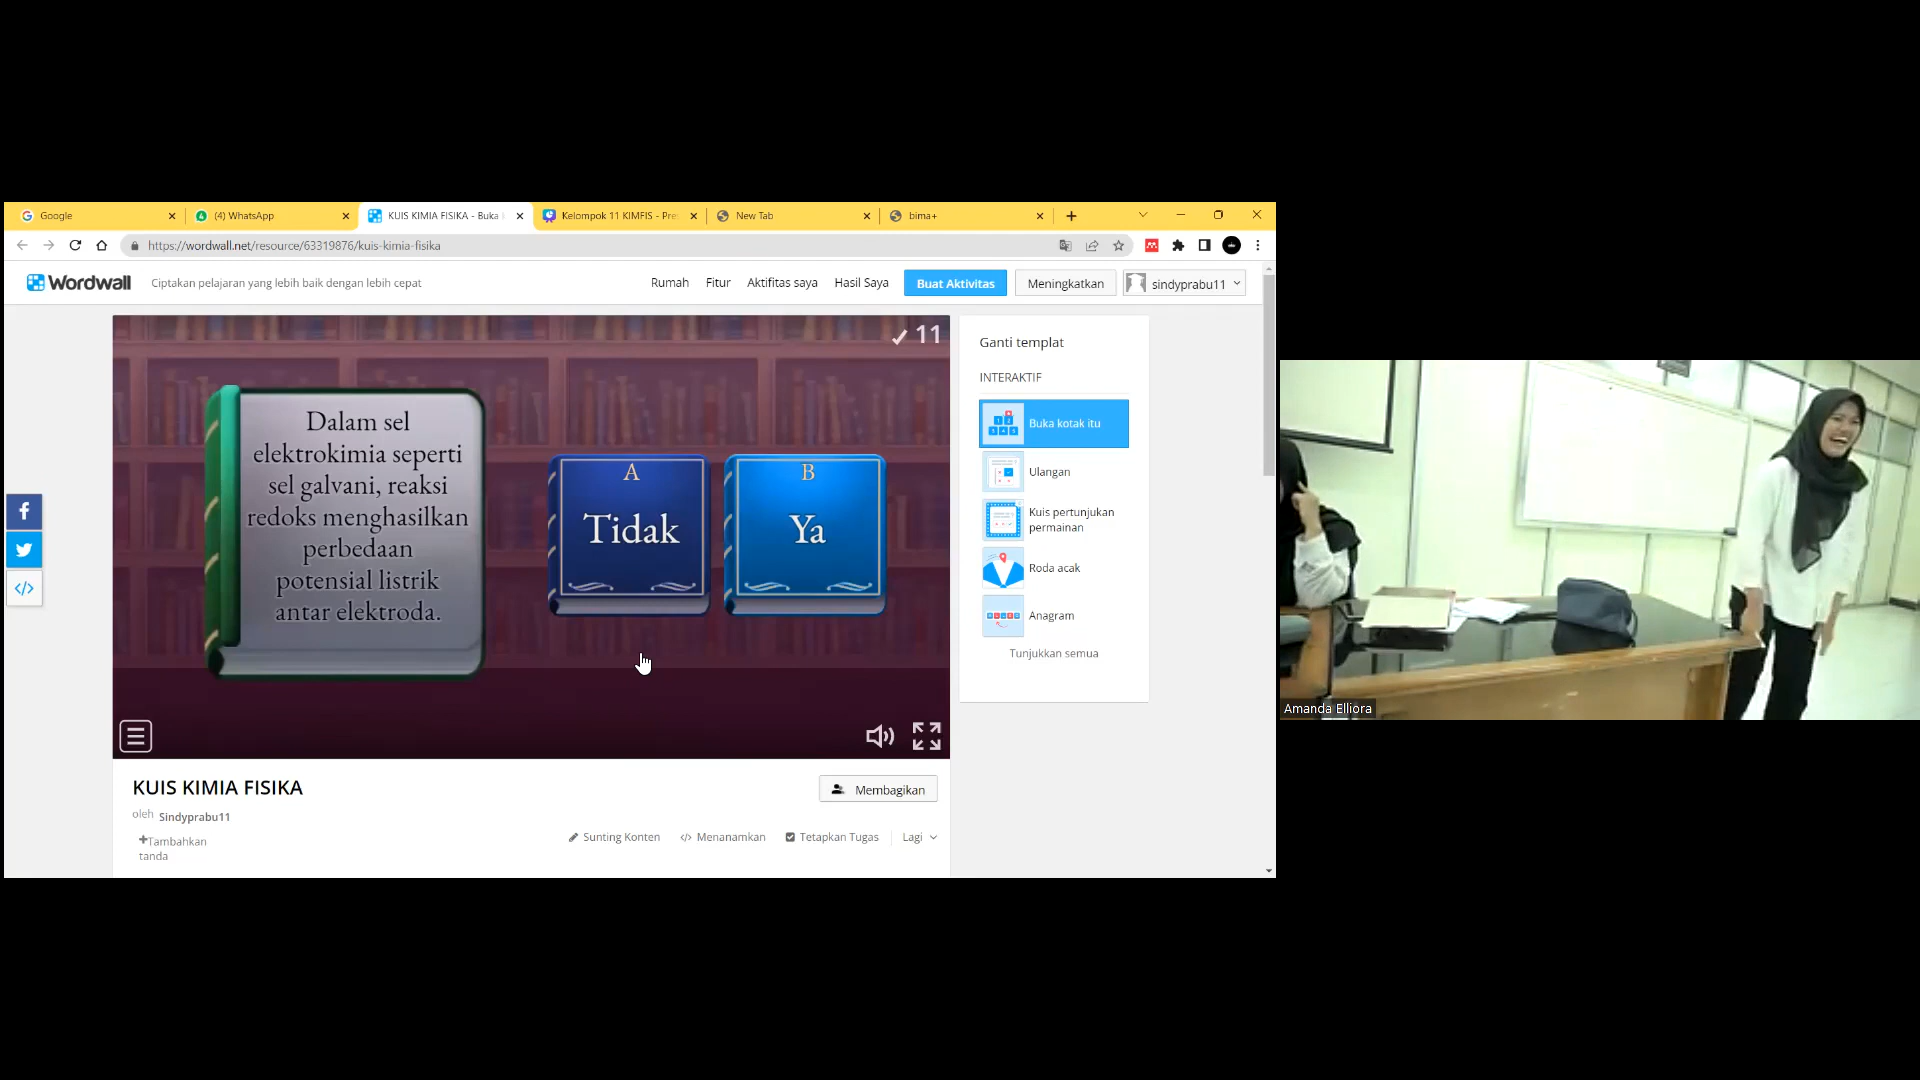 Google
(4) WhatsApp
KUIS KIMIA FISIKA - Buka
Kelompok 11 KIMFIS - Pre
New Tab
bima+
https://wordwall.net/resource/63319876/kuis-kimia-fisika
Wordwall
Ciptakan pelajaran yang lebih baik dengan lebih cepat
Rumah
Fitur
Aktifitas saya
Hasil Saya
Buat Aktivitas
Meningkatkan
sindyprabu11
11
Dalam sel
elektrokimia seperti
sel galvani, reaksi
redoks menghasilkan
perbedaan
potensial listrik
antar elektroda.
A
Tidak
B
Ya
Ganti templat
INTERAKTIF
Buka kotak itu
Ulangan
Kuis pertunjukan
permainan
Roda acak
Anagram
Tunjukkan semua
KUIS KIMIA FISIKA
oleh Sindyprabu11
Tambahkan
tanda
Membagikan
Sunting Konten
Menanamkan
Tetapkan Tugas
Lagi
Amanda Elliora